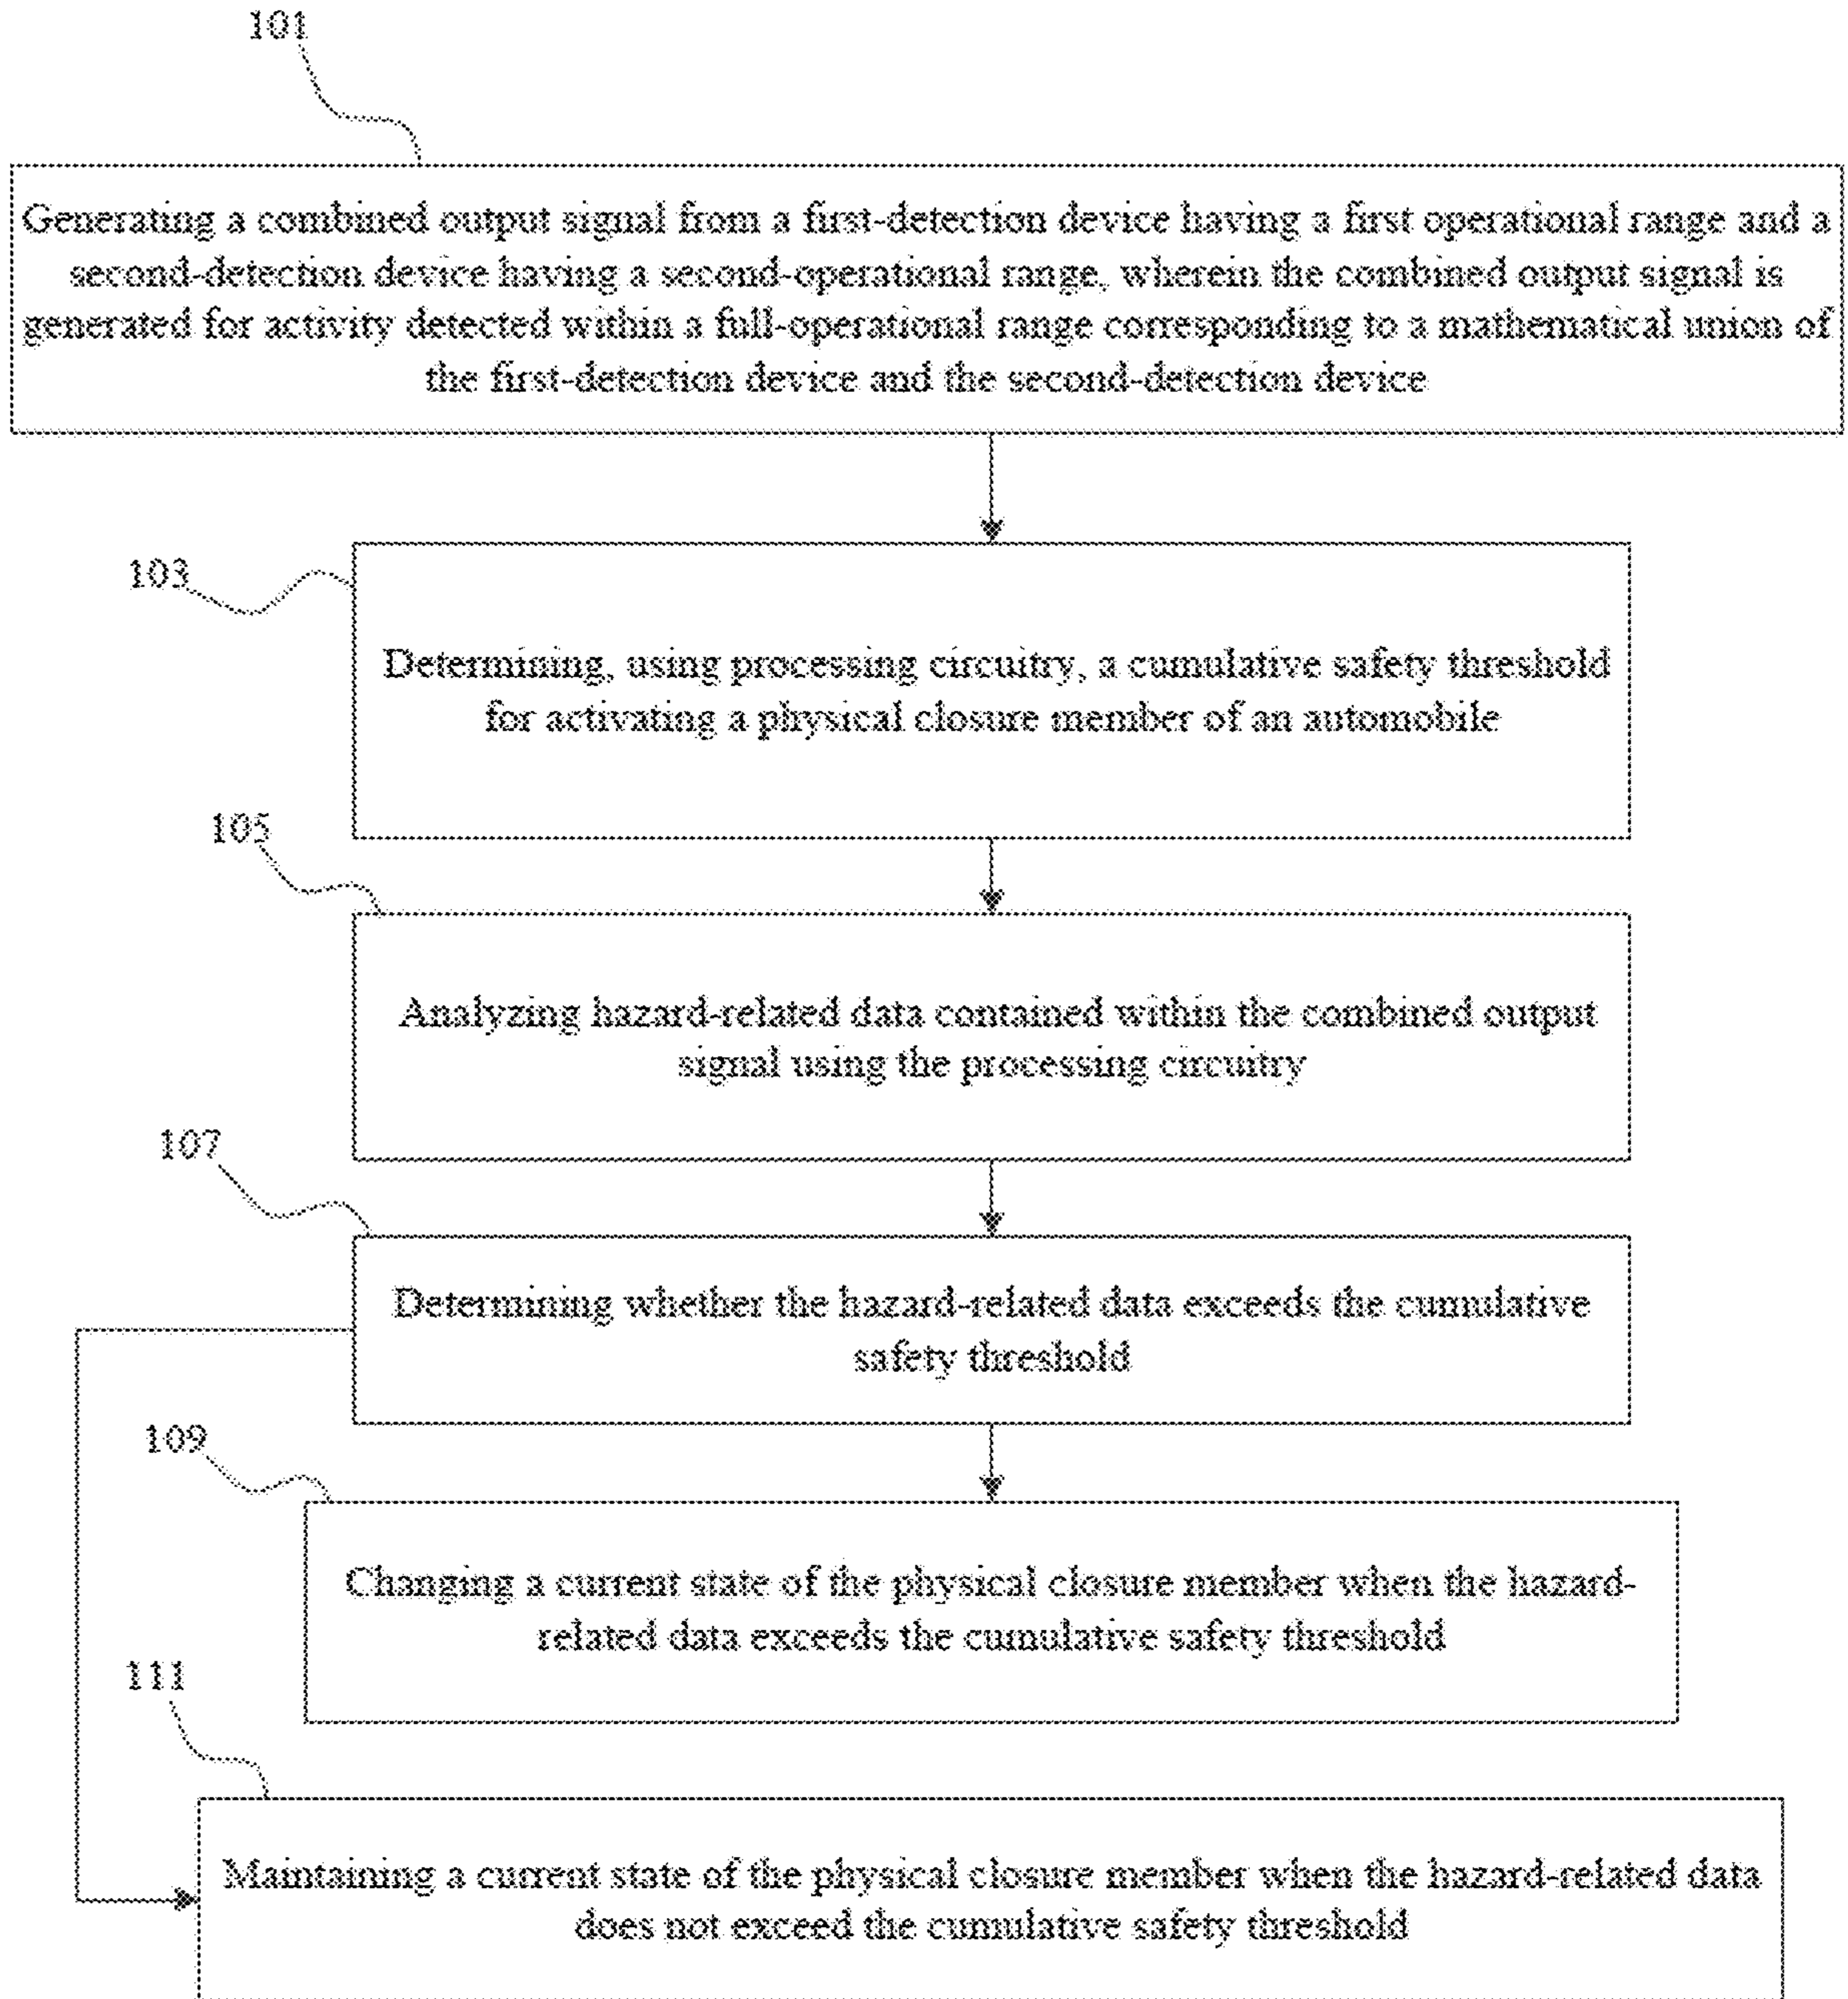 101
Generating a combined output signal from a first-detection device having a first operational range and a
second-detection device having a second-operational range, wherein the combined output signal is
generated for activity detected within a full-operational range corresponding to a mathematical union of
the first-detection device and the second-detection device
103
Determining, using processing circuitry, a cumulative safety threshold
for activating a physical closure member of an automobile
105
Analyzing hazard-related data contained within the combined output
signal using the processing circuitry
107
Determining whether the hazard-related data exceeds the cumulative
safety threshold
109
Changing a current state of the physical closure member when the hazard-
related data exceeds the cumulative safety threshold
111
Maintaining a current state of the physical closure member when the hazard-related data
does not exceed the cumulative safety threshold